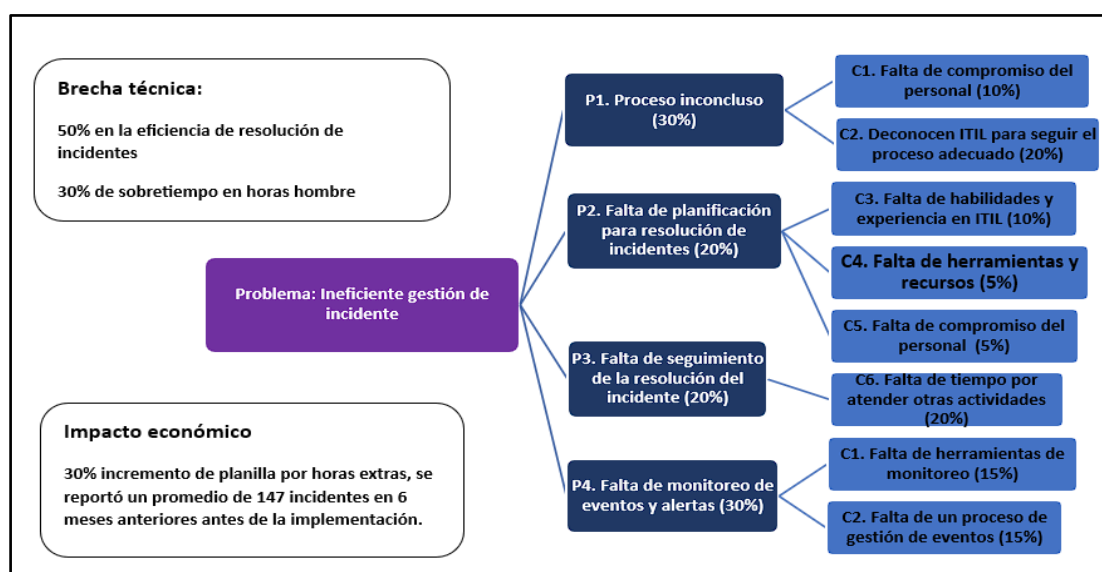 Brecha técnica:
50% en la eficiencia de resolución de
incidentes
30% de sobretiempo en horas hombre
Problema: Ineficiente gestión de
incidente
Impacto económico
30% incremento de planilla por horas extras, se
reportó un promedio de 147 incidentes en 6
meses anteriores antes de la implementación.
P1. Proceso inconcluso
(30%)
P2. Falta de planificación
para resolución de
incidentes (20%)
P3. Falta de seguimiento
de la resolución del
incidente (20%)
P4. Falta de monitoreo de
eventos y alertas (30%)
C1. Falta de compromiso del
personal (10%)
C2. Deconocen ITIL para seguir el
proceso adecuado (20%)
C3. Falta de habilidades y
experiencia en ITIL (10%)
C4. Falta de herramientas y
recursos (5%)
C5. Falta de compromiso del
personal (5%)
C6. Falta de tiempo por
atender otras actividades
(20%)
C1. Falta de herramientas de
monitoreo (15%)
C2. Falta de un proceso de
gestión de eventos (15%)